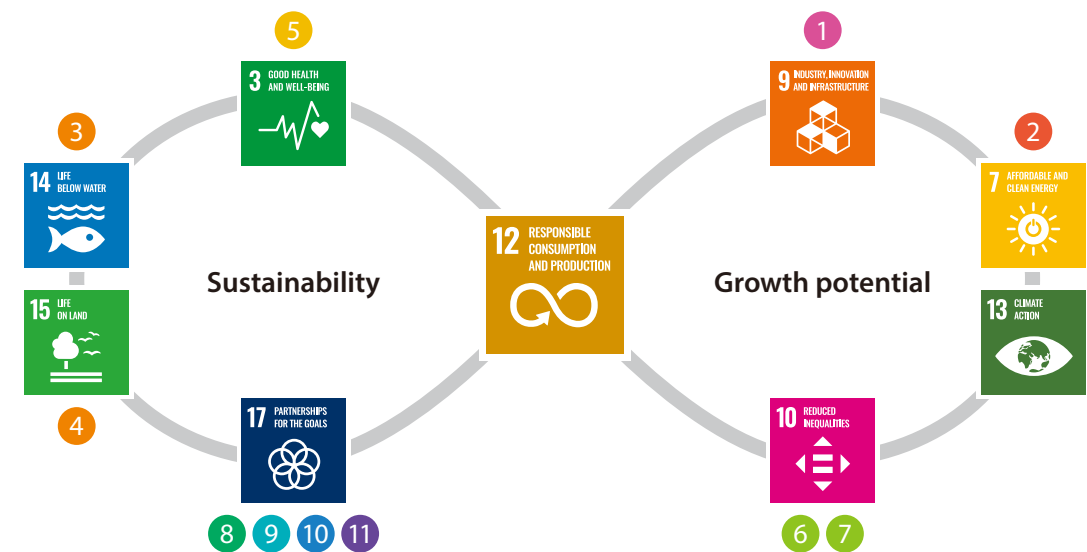 5
3 GOOD HEALTH
AND WELL-BEING
1
9 INDUSTRY, INNOVATION
AND INFRASTRUCTURE
3
14 LIFE
BELOW WATER
2
7 AFFORDABLE AND
CLEAN ENERGY
12 RESPONSIBLE
CONSUMPTION
AND PRODUCTION
Sustainability
Growth potential
15 LIFE
ON LAND
4
13 CLIMATE
ACTION
17 PARTNERSHIPS
FOR THE GOALS
8 9 10 11
10 REDUCED
INEQUALITIES
6 7